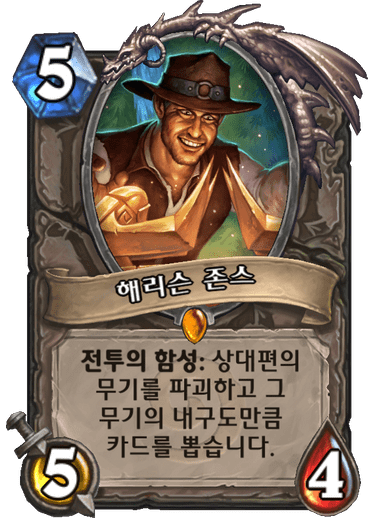 5
해리슨 존스
전투의 함성: 상대편의
무기를 파괴하고 그
무기의 내구도만큼
카드를 뽑습니다.
5
4